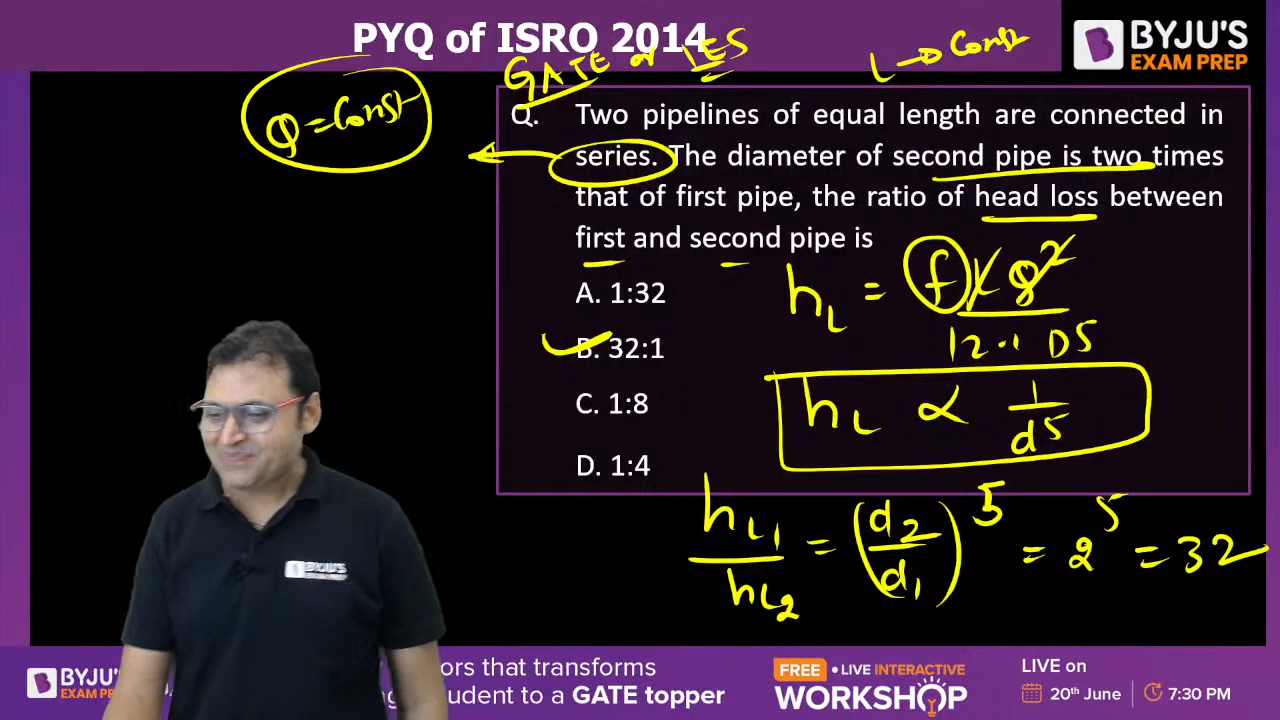 PYQ of ISRO 2014
BYJU'S
EXAM PREP
GATE or IES
L → Const
Q = Const
Q. Two pipelines of equal length are connected in
series. The diameter of second pipe is two times
that of first pipe, the ratio of head loss between
first and second pipe is
A. 1:32
B. 32:1
C. 1:8
D. 1:4
hL = f l Q2
12.1 D5
hL ∝ 1/d5
hL1/hL2 = (d2/d1)5 = 25 = 32
BYJU'S
EXAM PREP
ors that transforms
student to a GATE topper
FREE • LIVE INTERACTIVE
WORKSHOP
LIVE on
20th June 7:30 PM